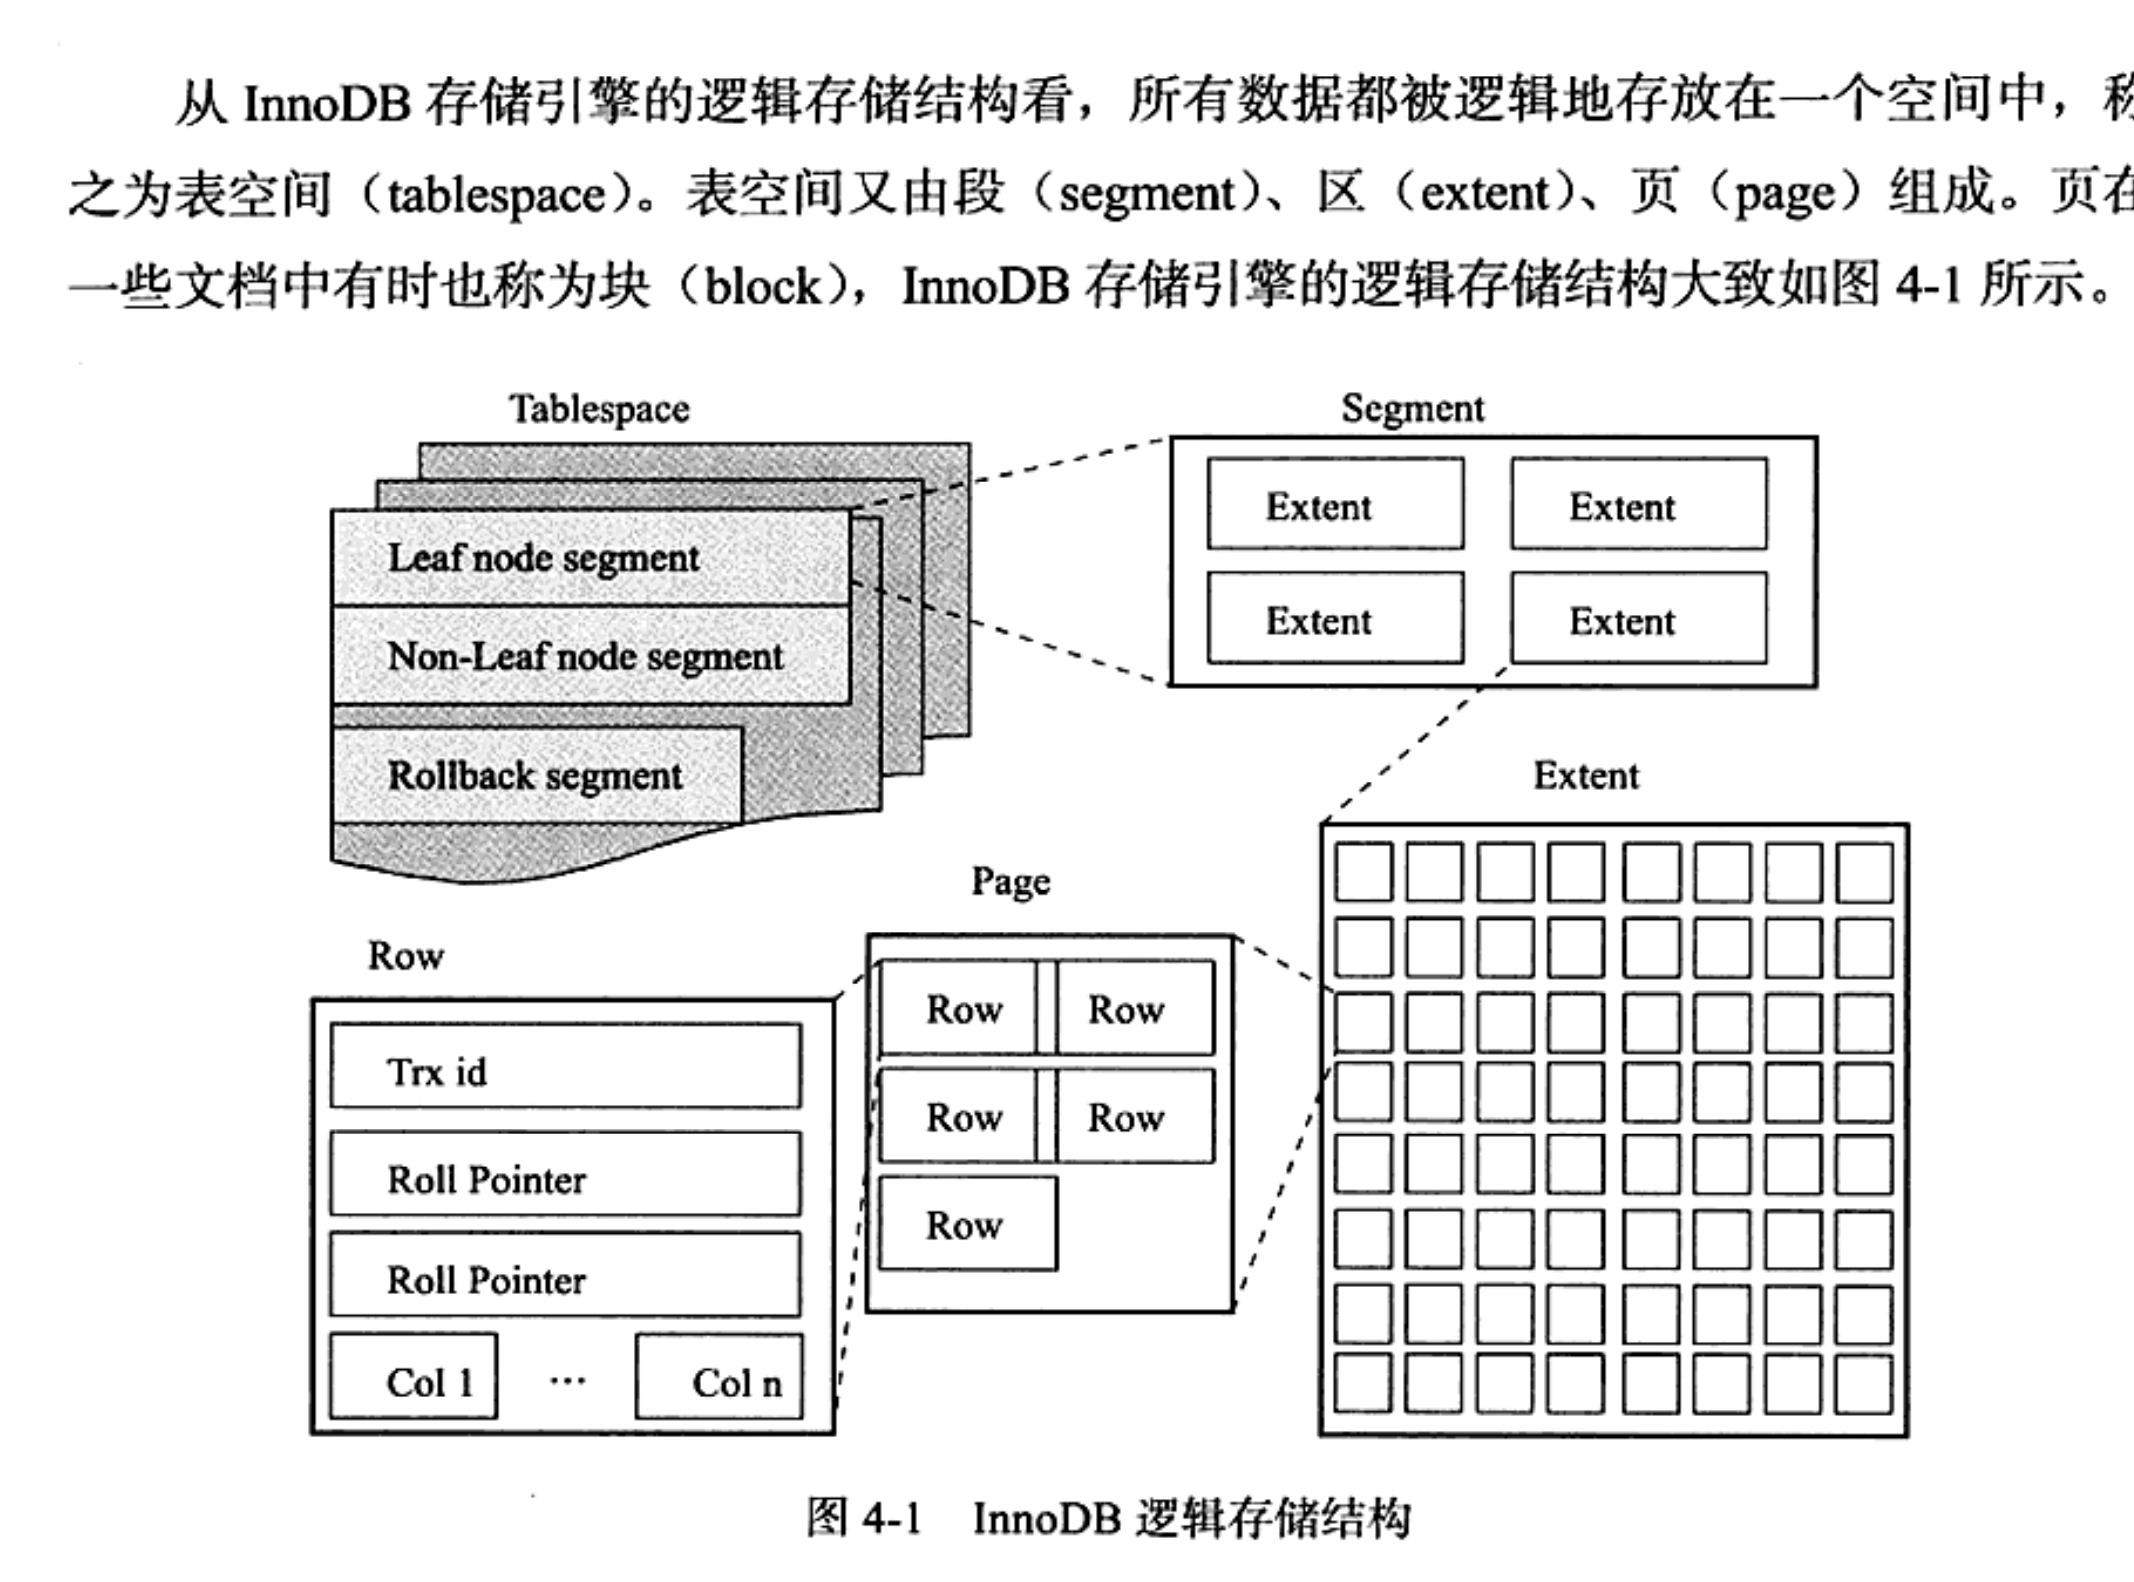 从 InnoDB 存储引擎的逻辑存储结构看，所有数据都被逻辑地存放在一个空间中，称
之为表空间（tablespace）。表空间又由段（segment）、区（extent）、页（page）组成。页在
一些文档中有时也称为块（block），InnoDB 存储引擎的逻辑存储结构大致如图 4-1 所示。
Tablespace
Leaf node segment
Non-Leaf node segment
Rollback segment
Segment
Extent Extent
Extent Extent
Extent
Page
Row Row
Row Row
Row
Row
Trx id
Roll Pointer
Roll Pointer
Col 1 ... Col n
图 4-1 InnoDB 逻辑存储结构